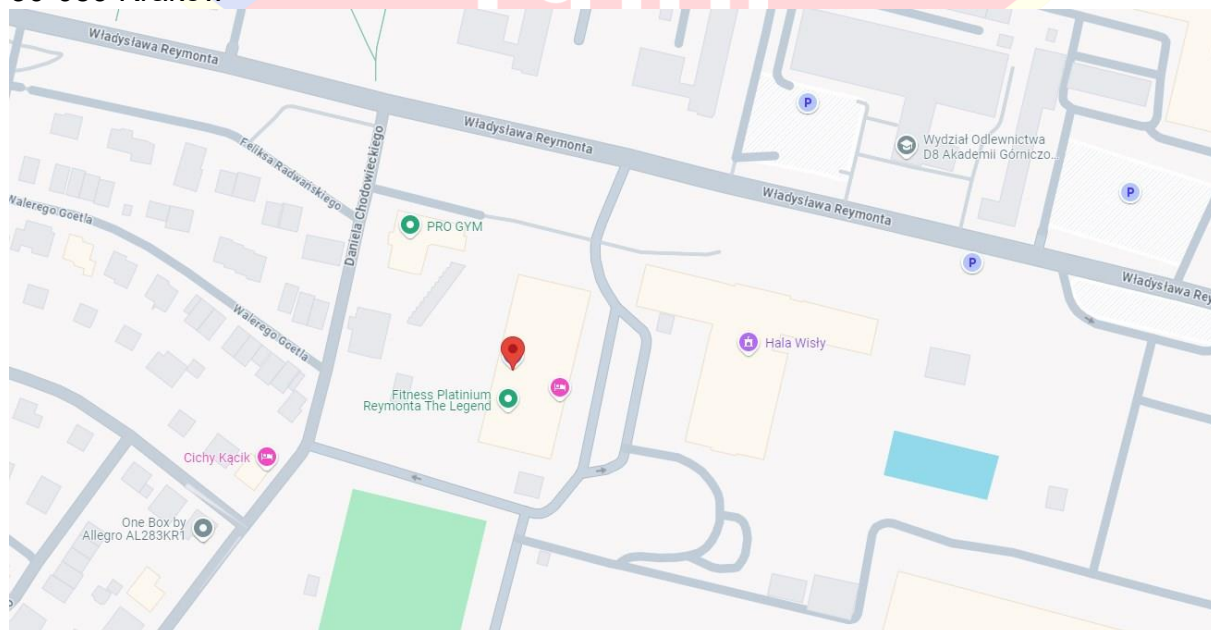 Władysława Reymonta
Władysława Reymonta
P
Wydział Odlewnictwa
D8 Akademii Górniczo...
Feliksa Radwańskiego
Daniela Chodowieckiego
P
Władysława Reymonta
Walerego Goetla
PRO GYM
P
Władysława Rey
Walerego Goetla
Hala Wisły
Fitness Platinium
Reymonta The Legend
Cichy Kącik
One Box by
Allegro AL283KR1